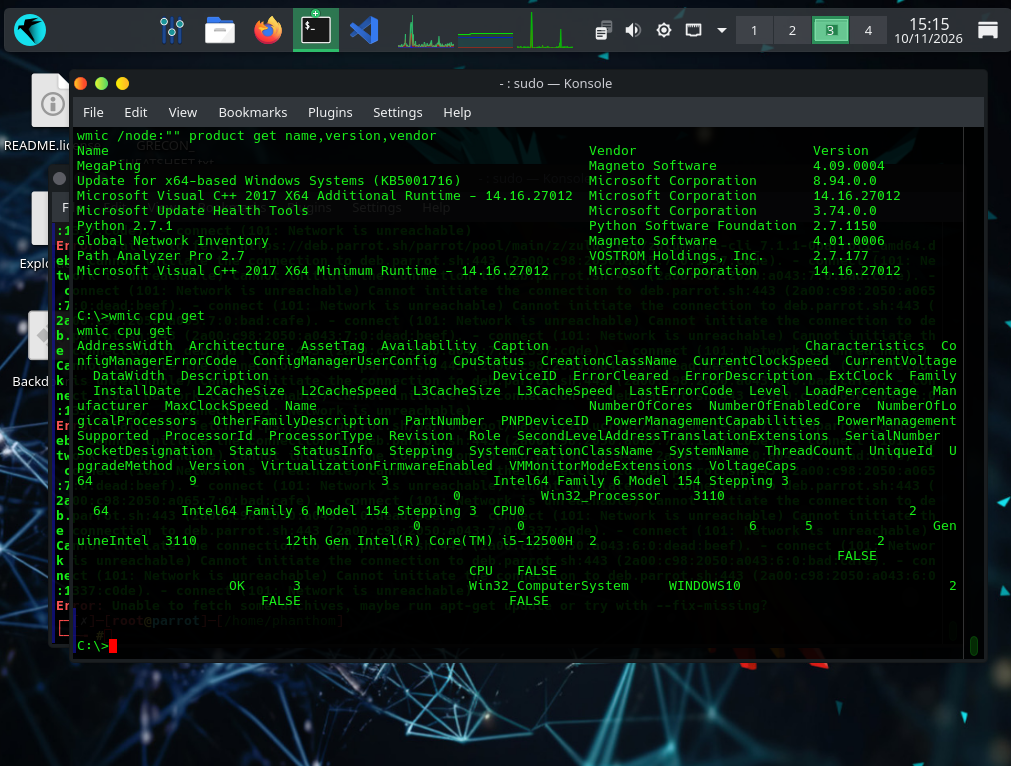 1 2 3 4
15:15
10/11/2026
- : sudo — Konsole
File Edit View Bookmarks Plugins Settings Help
README.lic
Explo
Backd
wmic /node:"" product get name,version,vendor
Name Vendor Version
MegaPing Magneto Software 4.09.0004
Update for x64-based Windows Systems (KB5001716) Microsoft Corporation 8.94.0.0
Microsoft Visual C++ 2017 X64 Additional Runtime - 14.16.27012 Microsoft Corporation 14.16.27012
Microsoft Update Health Tools Microsoft Corporation 3.74.0.0
Python 2.7.1 Python Software Foundation 2.7.1150
Global Network Inventory Magneto Software 4.01.0006
Path Analyzer Pro 2.7 VOSTROM Holdings, Inc. 2.7.177
Microsoft Visual C++ 2017 X64 Minimum Runtime - 14.16.27012 Microsoft Corporation 14.16.27012
C:\>wmic cpu get
wmic cpu get
AddressWidth Architecture AssetTag Availability Caption Characteristics Co
nfigManagerErrorCode ConfigManagerUserConfig CpuStatus CreationClassName CurrentClockSpeed CurrentVoltage
DataWidth Description DeviceID ErrorCleared ErrorDescription ExtClock Family
InstallDate L2CacheSize L2CacheSpeed L3CacheSize L3CacheSpeed LastErrorCode Level LoadPercentage Man
ufacturer MaxClockSpeed Name NumberOfCores NumberOfEnabledCore NumberOfLo
gicalProcessors OtherFamilyDescription PartNumber PNPDeviceID PowerManagementCapabilities PowerManagement
Supported ProcessorId ProcessorType Revision Role SecondLevelAddressTranslationExtensions SerialNumber
SocketDesignation Status StatusInfo Stepping SystemCreationClassName SystemName ThreadCount UniqueId U
pgradeMethod Version VirtualizationFirmwareEnabled VMMonitorModeExtensions VoltageCaps
64 9 3 Intel64 Family 6 Model 154 Stepping 3
0 Win32_Processor 3110
64 Intel64 Family 6 Model 154 Stepping 3 CPU0 2
0 0 6 5 Gen
uineIntel 3110 12th Gen Intel(R) Core(TM) i5-12500H 2 2
FALSE
CPU FALSE
OK 3 Win32_ComputerSystem WINDOWS10 2
FALSE FALSE
C:\>